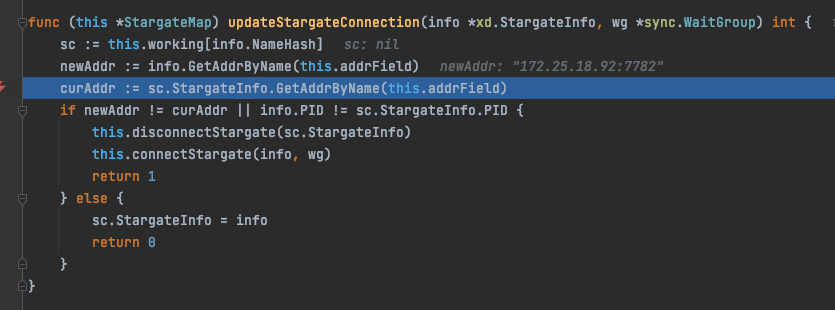 func (this *StargateMap) updateStargateConnection(info *xd.StargateInfo, wg *sync.WaitGroup) int {
    sc := this.working[info.NameHash]   sc: nil
    newAddr := info.GetAddrByName(this.addrField)   newAddr: "172.25.18.92:7782"
    curAddr := sc.StargateInfo.GetAddrByName(this.addrField)
    if newAddr != curAddr || info.PID != sc.StargateInfo.PID {
        this.disconnectStargate(sc.StargateInfo)
        this.connectStargate(info, wg)
        return 1
    } else {
        sc.StargateInfo = info
        return 0
    }
}